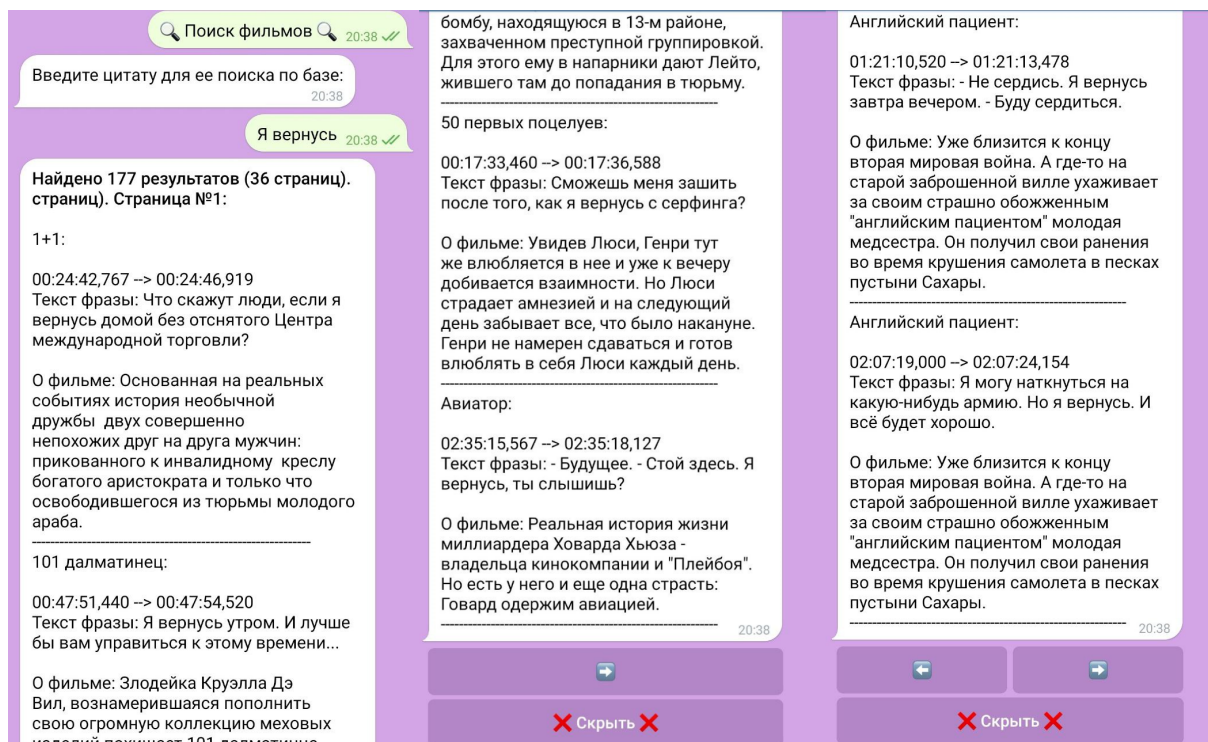 🔍 Поиск фильмов 🔍 20:38
Введите цитату для ее поиска по базе:
20:38
Я вернусь 20:38
Найдено 177 результатов (36 страниц).
страниц). Страница №1:
1+1:
00:24:42,767 --> 00:24:46,919
Текст фразы: Что скажут люди, если я
вернусь домой без отснятого Центра
международной торговли?
О фильме: Основанная на реальных
событиях история необычной
дружбы двух совершенно
непохожих друг на друга мужчин:
прикованного к инвалидному креслу
богатого аристократа и только что
освободившегося из тюрьмы молодого
араба.
--------------------------------------------------------------
101 далматинец:
00:47:51,440 --> 00:47:54,520
Текст фразы: Я вернусь утром. И лучше
бы вам управиться к этому времени...
О фильме: Злодейка Круэлла Дэ
Вил, вознамерившаяся пополнить
свою огромную коллекцию меховых
изделий похищает 101 далматинца
бомбу, находящуюся в 13-м районе,
захваченном преступной группировкой.
Для этого ему в напарники дают Лейто,
жившего там до попадания в тюрьму.
--------------------------------------------------------------
50 первых поцелуев:
00:17:33,460 --> 00:17:36,588
Текст фразы: Сможешь меня зашить
после того, как я вернусь с серфинга?
О фильме: Увидев Люси, Генри тут
же влюбляется в нее и уже к вечеру
добивается взаимности. Но Люси
страдает амнезией и на следующий
день забывает все, что было накануне.
Генри не намерен сдаваться и готов
влюблять в себя Люси каждый день.
--------------------------------------------------------------
Авиатор:
02:35:15,567 --> 02:35:18,127
Текст фразы: - Будущее. - Стой здесь. Я
вернусь, ты слышишь?
О фильме: Реальная история жизни
миллиардера Ховарда Хьюза -
владельца кинокомпании и "Плейбоя".
Но есть у него и еще одна страсть:
Говард одержим авиацией.
--------------------------------------------------------------
20:38
➡️
❌ Скрыть ❌
Английский пациент:
01:21:10,520 --> 01:21:13,478
Текст фразы: - Не сердись. Я вернусь
завтра вечером. - Буду сердиться.
О фильме: Уже близится к концу
вторая мировая война. А где-то на
старой заброшенной вилле ухаживает
за своим страшно обожженным
"английским пациентом" молодая
медсестра. Он получил свои ранения
во время крушения самолета в песках
пустыни Сахары.
--------------------------------------------------------------
Английский пациент:
02:07:19,000 --> 02:07:24,154
Текст фразы: Я могу наткнуться на
какую-нибудь армию. Но я вернусь. И
всё будет хорошо.
О фильме: Уже близится к концу
вторая мировая война. А где-то на
старой заброшенной вилле ухаживает
за своим страшно обожженным
"английским пациентом" молодая
медсестра. Он получил свои ранения
во время крушения самолета в песках
пустыни Сахары.
--------------------------------------------------------------
20:38
⬅️ ➡️
❌ Скрыть ❌